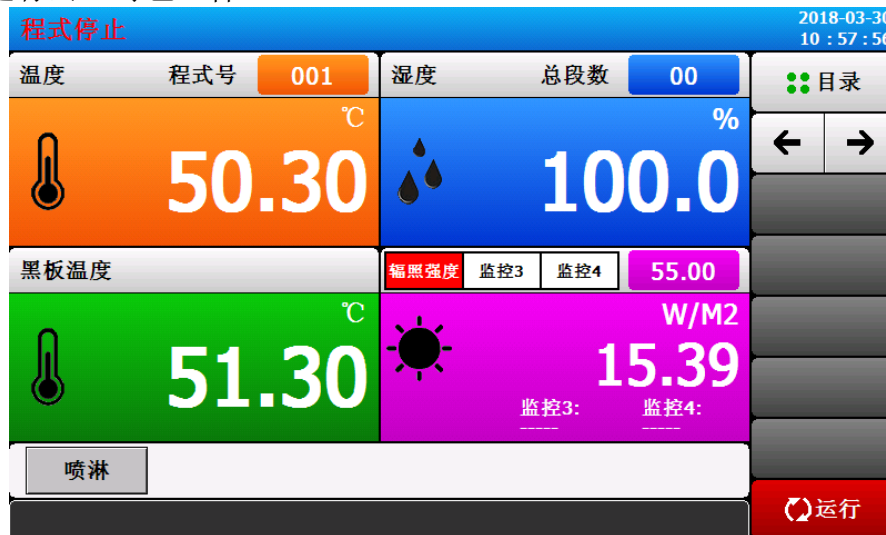 程式停止
2018-03-30
10:57:56
温度 程式号 001
湿度 总段数 00
目录
℃
50.30
%
100.0
黑板温度
辐照强度 监控3 监控4 55.00
℃
51.30
W/M2
15.39
监控3: 监控4:
----- -----
喷淋
运行